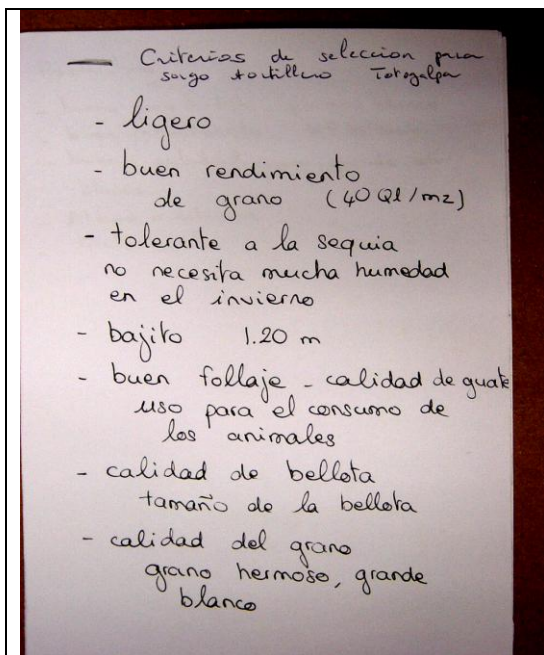 — Criterios de seleccion para
sorgo tortillero Totogalpa
- ligero
- buen rendimiento
de grano (40 Ql/mz)
- tolerante a la sequia
no necesita mucha humedad
en el invierno
- bajito 1.20 m
- buen follaje - calidad de guate
uso para el consumo de
los animales
- calidad de bellota
tamaño de la bellota
- calidad del grano
grano hermoso, grande
blanco